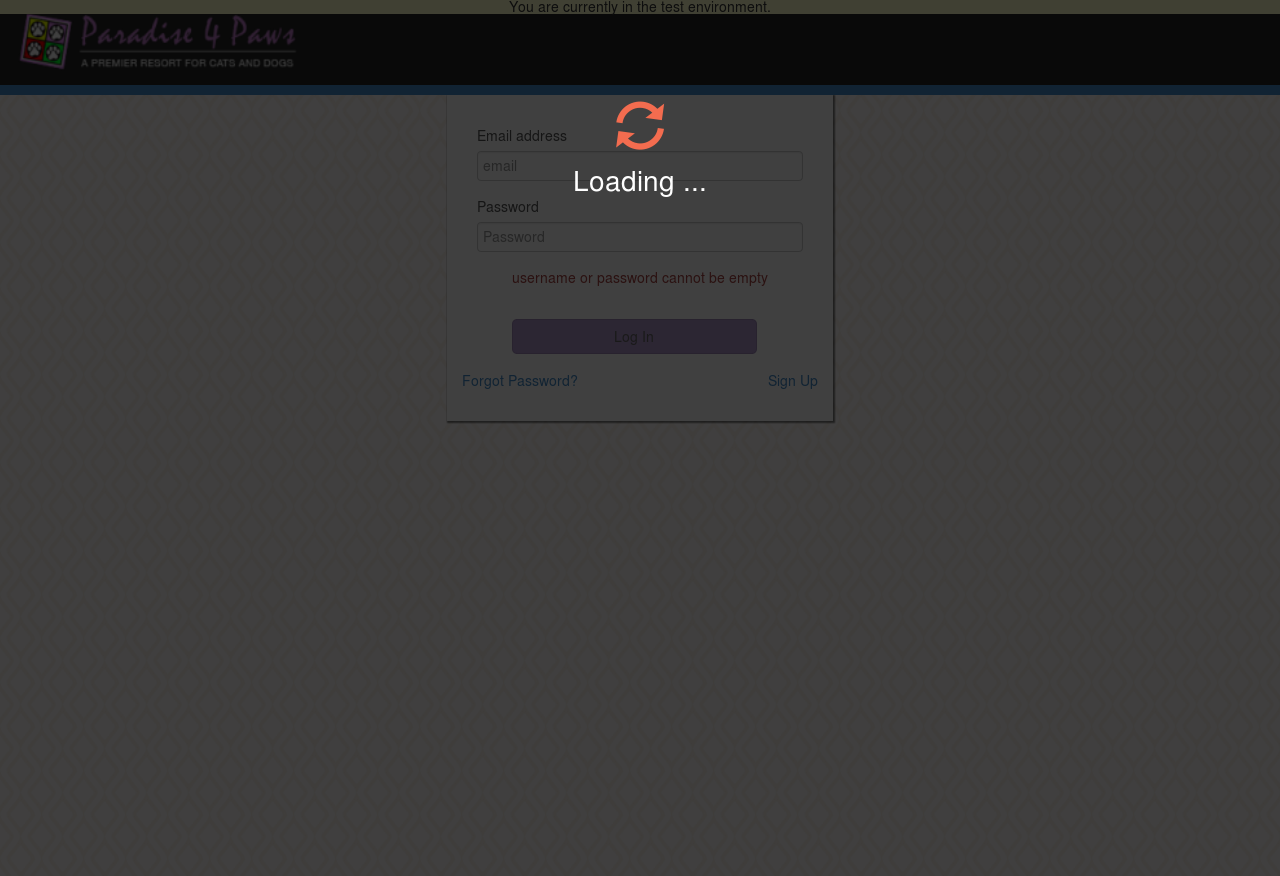 You are currently in the test environment.
Paradise 4 Paws
A PREMIER RESORT FOR CATS AND DOGS
Email address
email
Loading ...
Password
Password
username or password cannot be empty
Log In
Forgot Password?
Sign Up